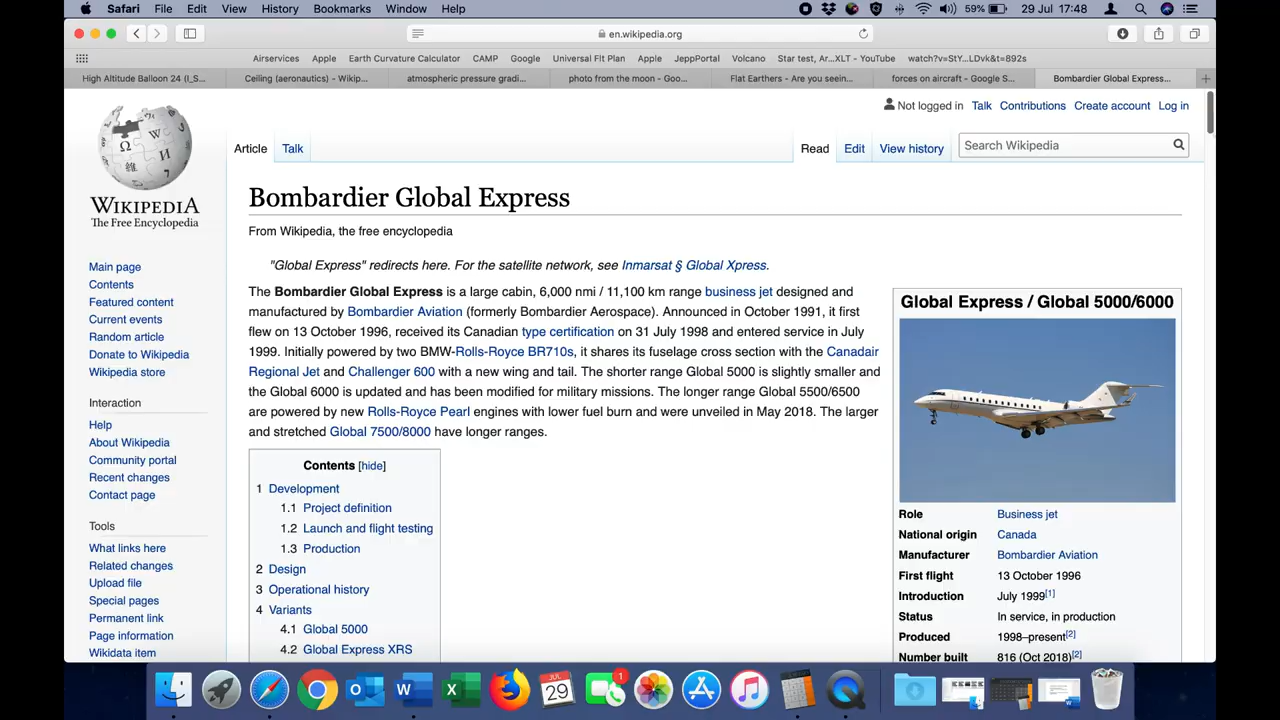 Safari File Edit View History Bookmarks Window Help 59% 29 Jul 17:48
en.wikipedia.org
Airservices Apple Earth Curvature Calculator CAMP Google Universal Flt Plan Apple JeppPortal Volcano Star test, Ar...XLT - YouTube watch?v=StY...LDvk&t=892s
High Altitude Balloon 24 (I_S... Ceiling (aeronautics) - Wikip... atmospheric pressure gradi... photo from the moon - Goo... Flat Earthers - Are you seein... forces on aircraft - Google S... Bombardier Global Express...
Not logged in Talk Contributions Create account Log in
Article Talk Read Edit View history Search Wikipedia
WIKIPEDIA
The Free Encyclopedia
Bombardier Global Express
From Wikipedia, the free encyclopedia
"Global Express" redirects here. For the satellite network, see Inmarsat § Global Xpress.
The Bombardier Global Express is a large cabin, 6,000 nmi / 11,100 km range business jet designed and
manufactured by Bombardier Aviation (formerly Bombardier Aerospace). Announced in October 1991, it first
flew on 13 October 1996, received its Canadian type certification on 31 July 1998 and entered service in July
1999. Initially powered by two BMW-Rolls-Royce BR710s, it shares its fuselage cross section with the Canadair
Regional Jet and Challenger 600 with a new wing and tail. The shorter range Global 5000 is slightly smaller and
the Global 6000 is updated and has been modified for military missions. The longer range Global 5500/6500
are powered by new Rolls-Royce Pearl engines with lower fuel burn and were unveiled in May 2018. The larger
and stretched Global 7500/8000 have longer ranges.
Contents [hide]
1 Development
1.1 Project definition
1.2 Launch and flight testing
1.3 Production
2 Design
3 Operational history
4 Variants
4.1 Global 5000
4.2 Global Express XRS
Global Express / Global 5000/6000
Role Business jet
National origin Canada
Manufacturer Bombardier Aviation
First flight 13 October 1996
Introduction July 1999[1]
Status In service, in production
Produced 1998–present[2]
Number built 816 (Oct 2018)[2]
Main page
Contents
Featured content
Current events
Random article
Donate to Wikipedia
Wikipedia store
Interaction
Help
About Wikipedia
Community portal
Recent changes
Contact page
Tools
What links here
Related changes
Upload file
Special pages
Permanent link
Page information
Wikidata item
JUL
29
1